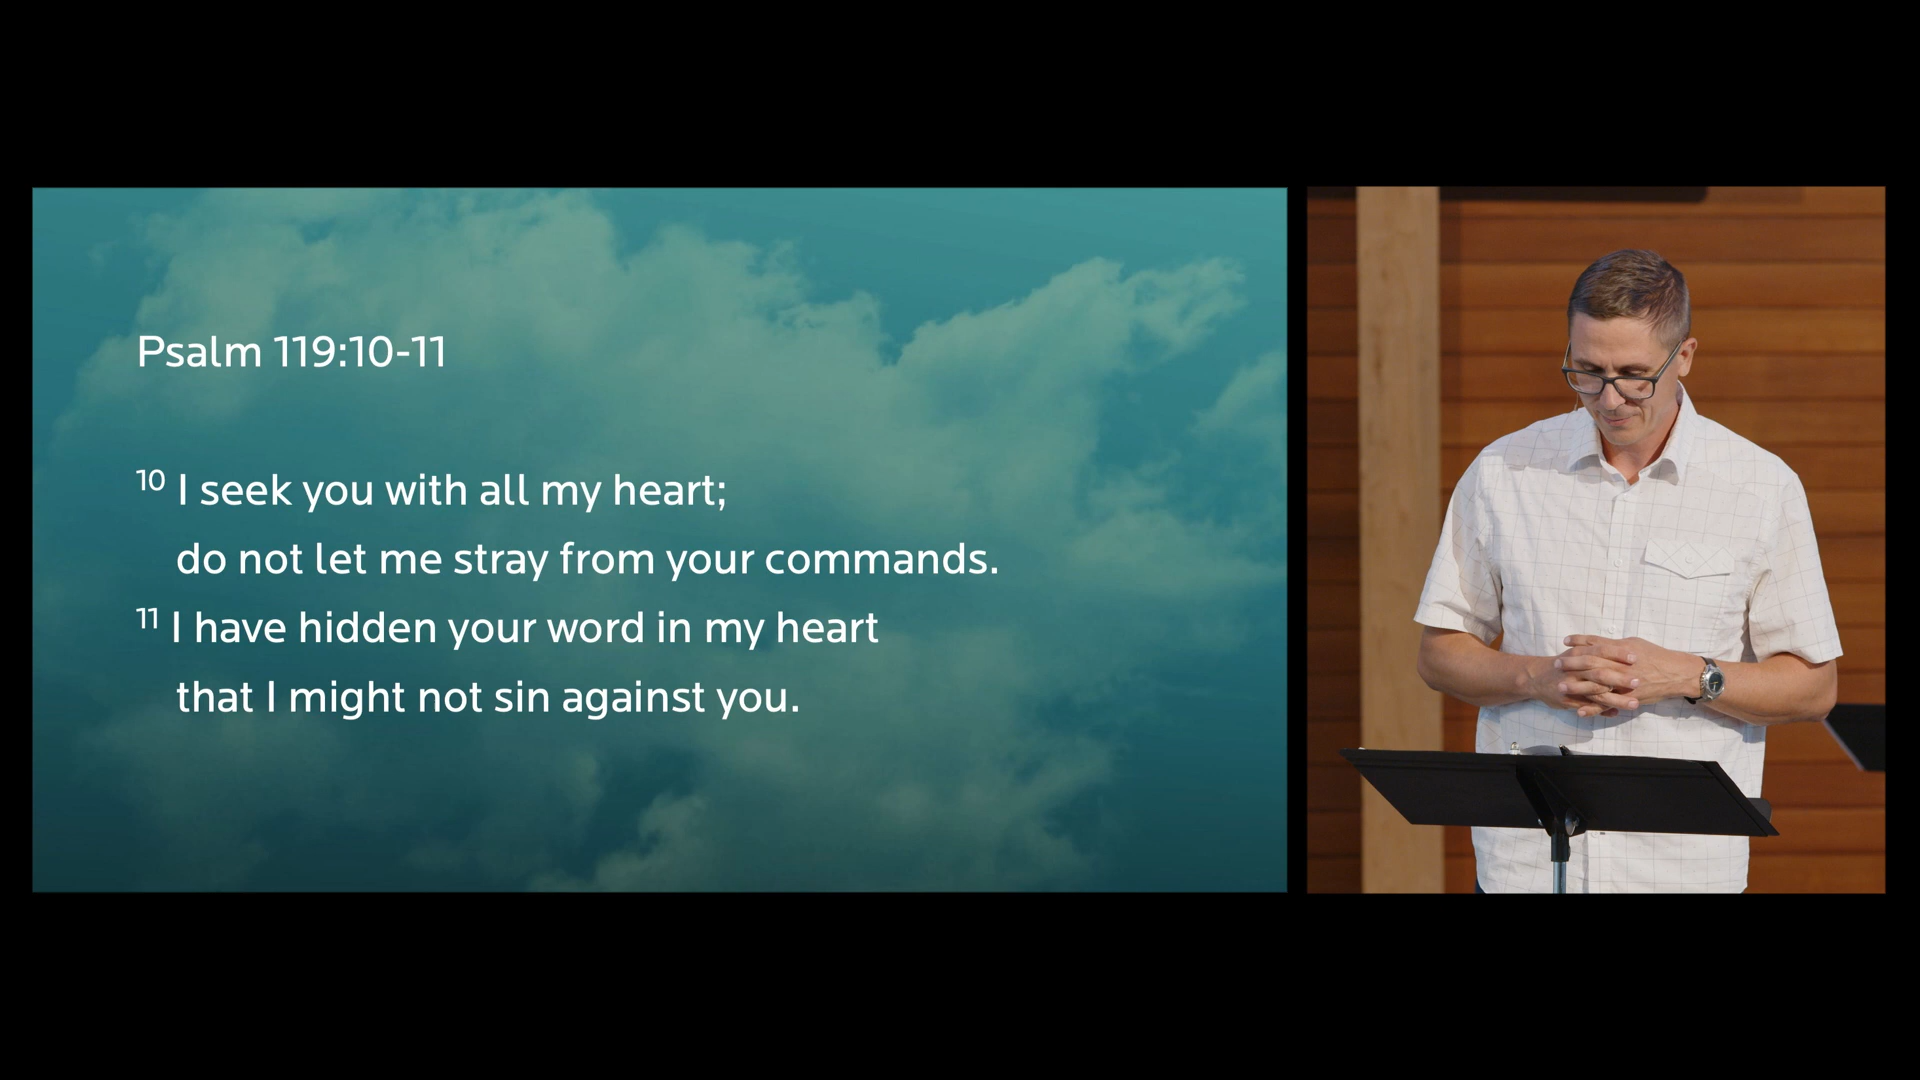 Psalm 119:10-11
10 I seek you with all my heart;
do not let me stray from your commands.
11 I have hidden your word in my heart
that I might not sin against you.